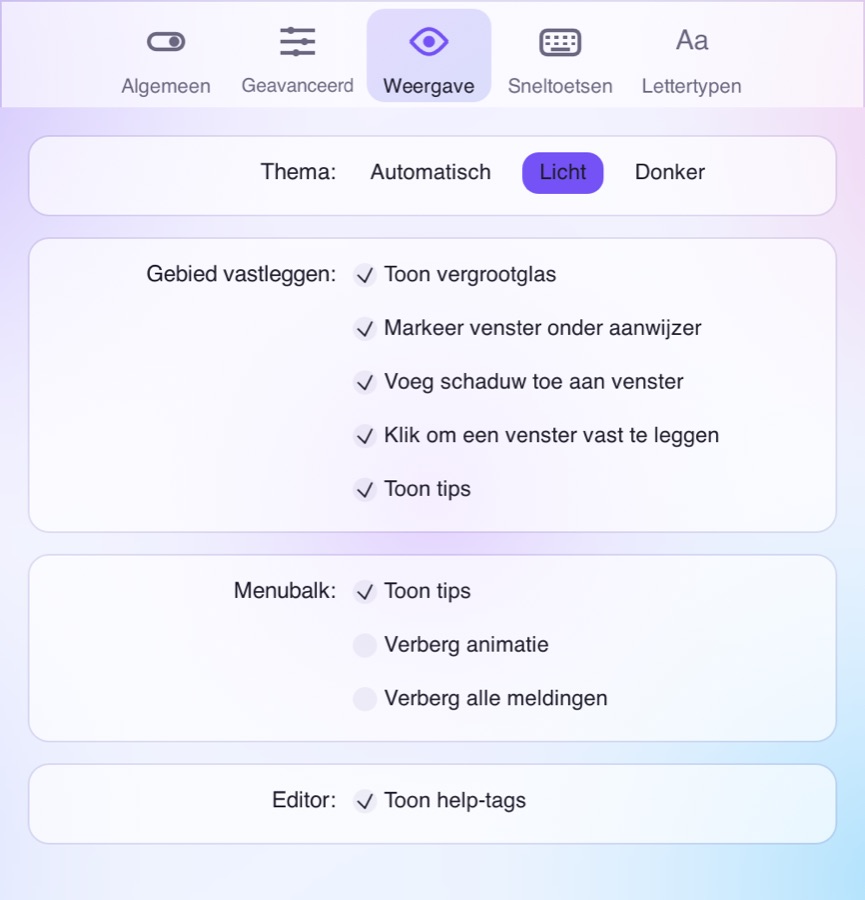 Algemeen Geavanceerd Weergave Sneltoetsen Aa Lettertypen
Thema: Automatisch Licht Donker
Gebied vastleggen: Toon vergrootglas
Markeer venster onder aanwijzer
Voeg schaduw toe aan venster
Klik om een venster vast te leggen
Toon tips
Menubalk: Toon tips
Verberg animatie
Verberg alle meldingen
Editor: Toon help-tags